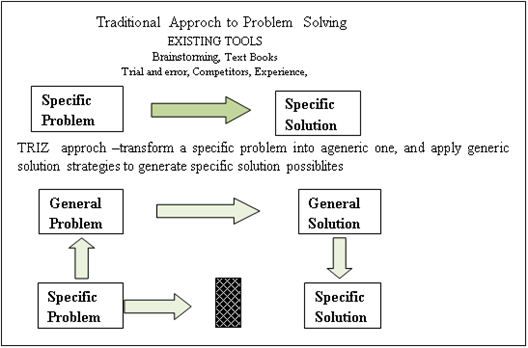 Traditional Approch to Problem Solving
EXISTING TOOLS
Brainstorming, Text Books
Trial and error, Competitors, Experience,
Specific
Problem
Specific
Solution
TRIZ approch –transform a specific problem into ageneric one, and apply generic
solution strategies to generate specific solution possiblites
General
Problem
General
Solution
Specific
Problem
Specific
Solution